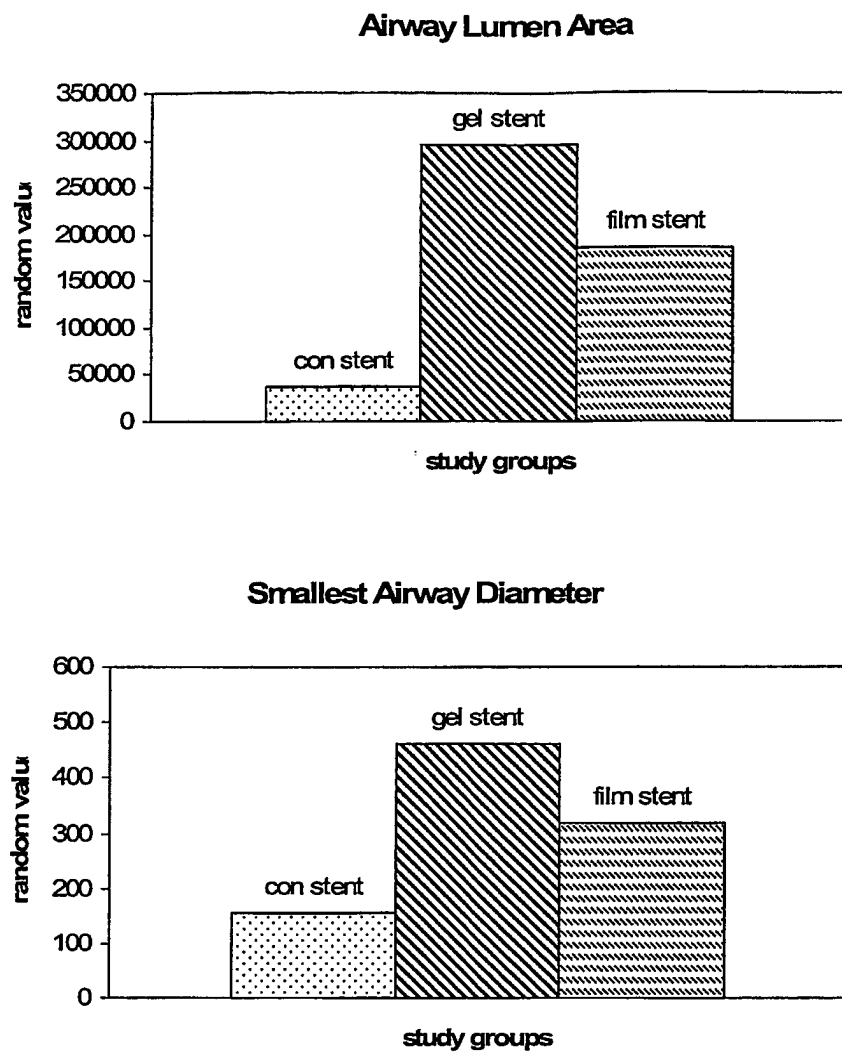 Airway Lumen Area
350000
300000
250000
200000
150000
100000
50000
0
random valu
gel stent
film stent
con stent
study groups
Smallest Airway Diameter
600
500
400
300
200
100
0
random valu
gel stent
film stent
con stent
study groups